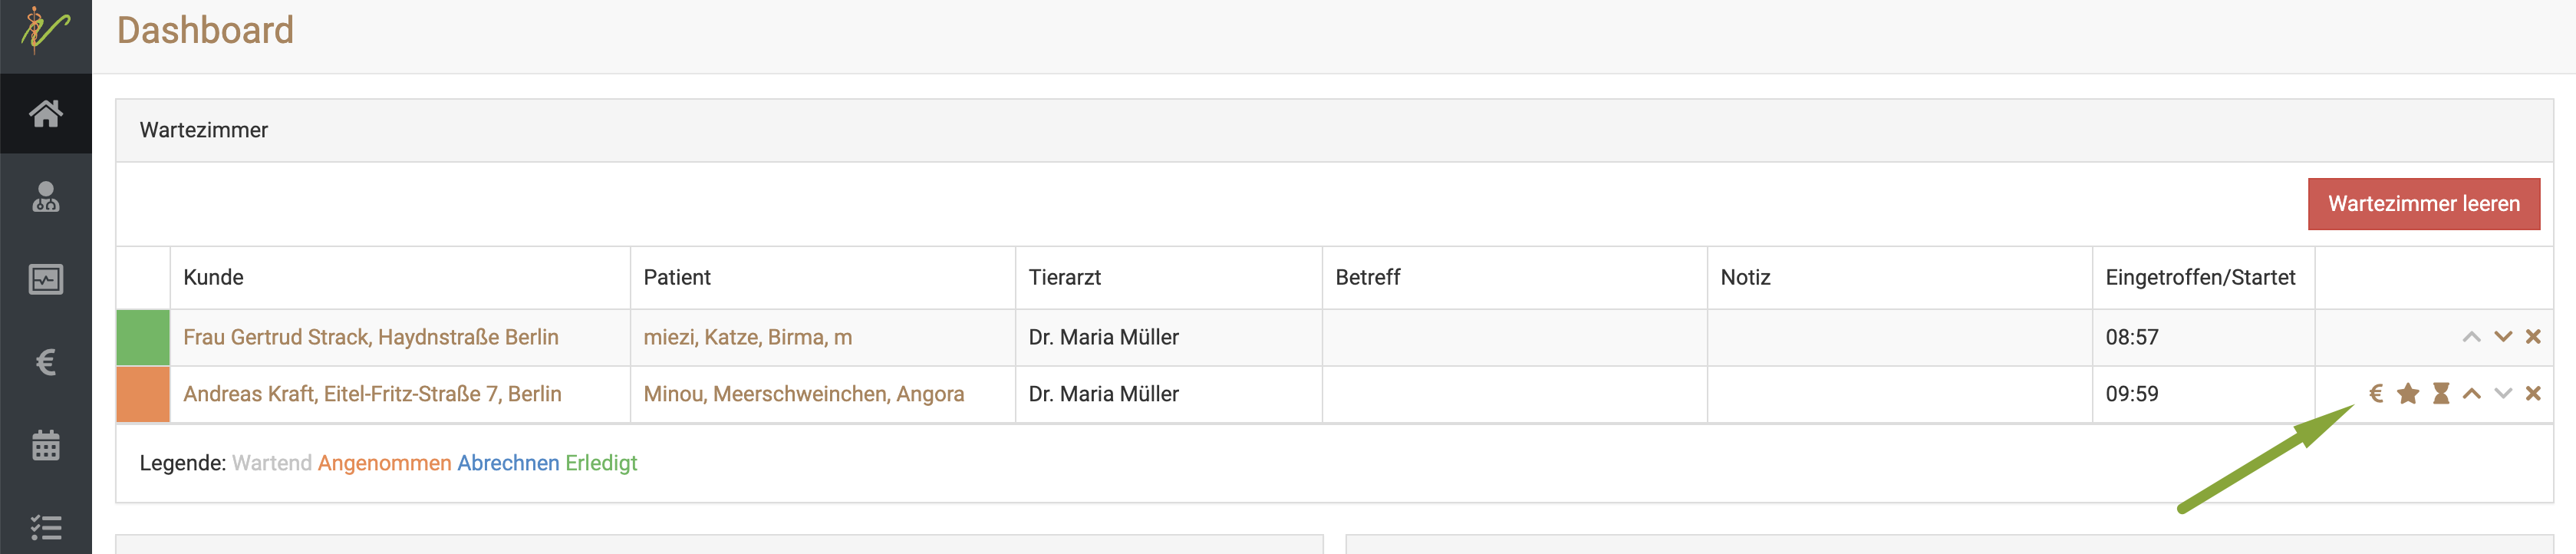 Dashboard
Wartezimmer
Wartezimmer leeren
Kunde Patient Tierarzt Betreff Notiz Eingetroffen/Startet
Frau Gertrud Strack, Haydnstraße Berlin miezi, Katze, Birma, m Dr. Maria Müller 08:57
Andreas Kraft, Eitel-Fritz-Straße 7, Berlin Minou, Meerschweinchen, Angora Dr. Maria Müller 09:59 €
Legende: Wartend Angenommen Abrechnen Erledigt